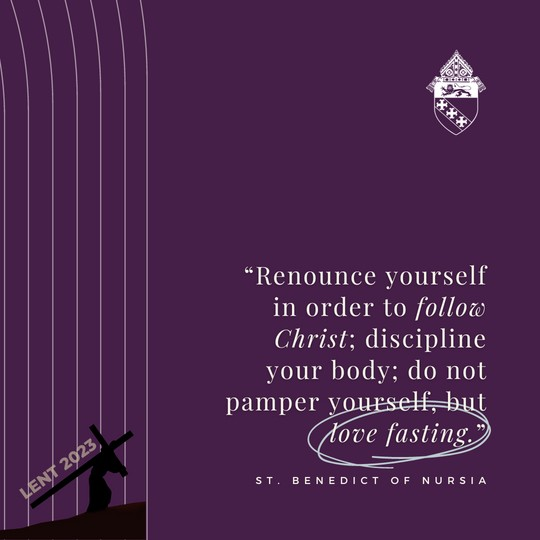 “Renounce yourself
in order to follow
Christ; discipline
your body; do not
pamper yourself, but
love fasting.”
ST. BENEDICT OF NURSIA
LENT 2023